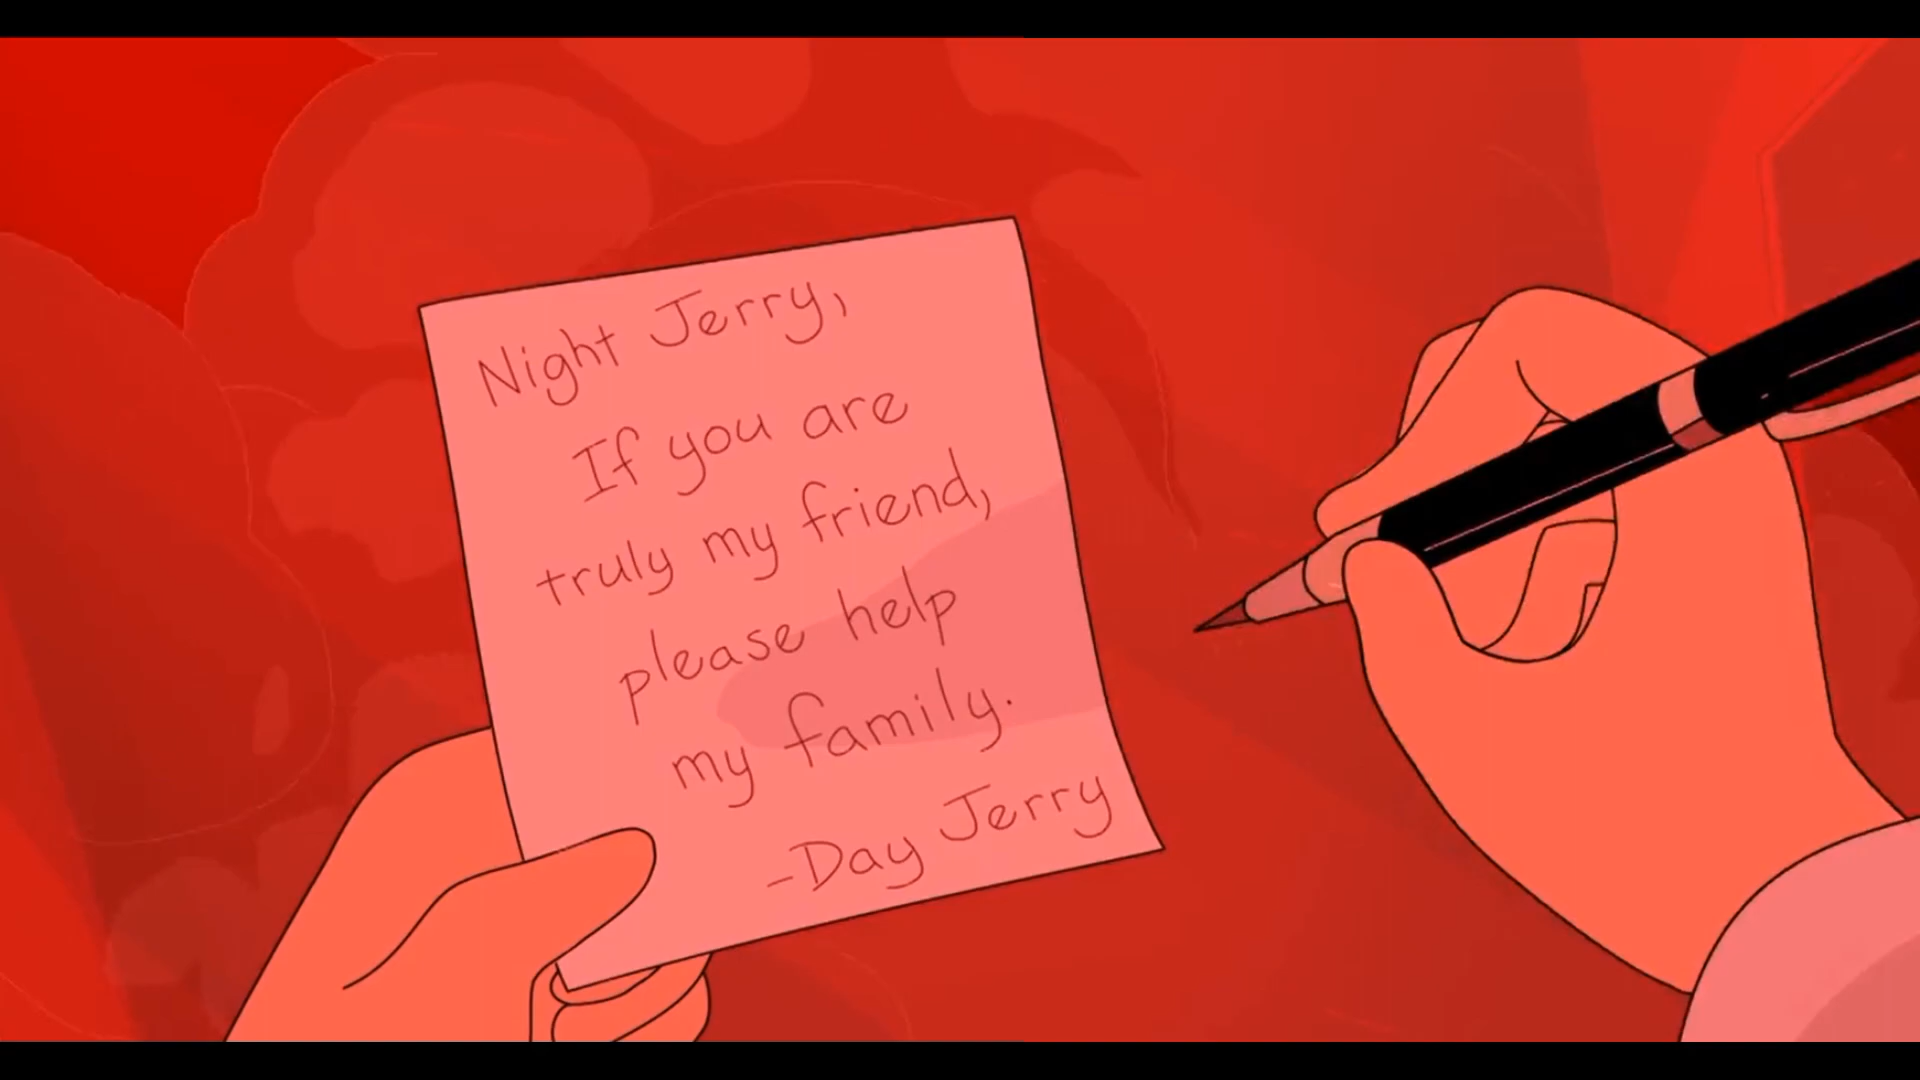 Night Jerry,
If you are
truly my friend,
please help
my family.
-Day Jerry